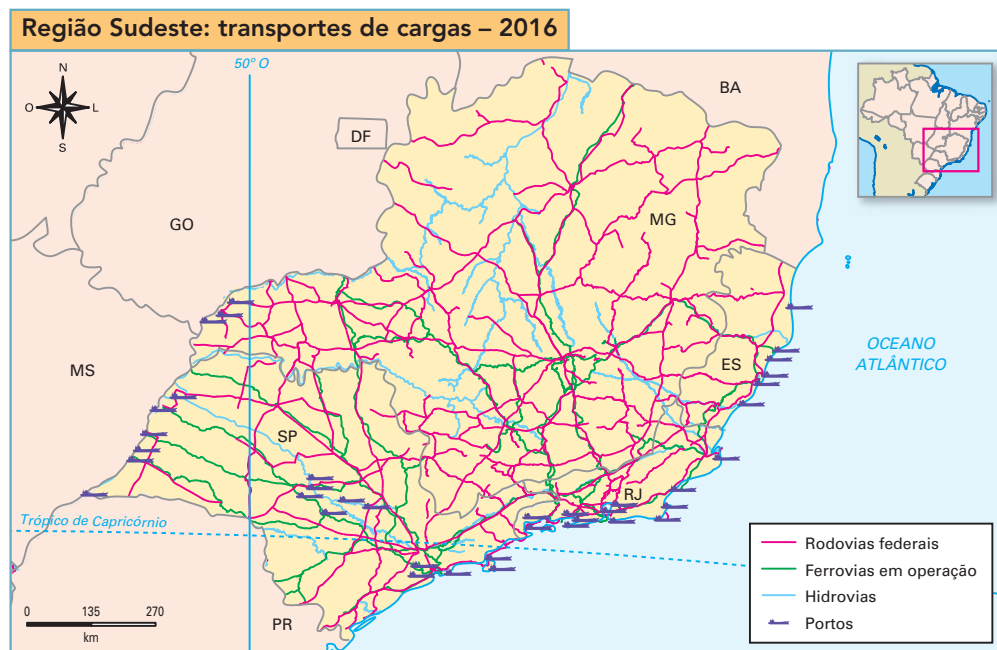 Região Sudeste: transportes de cargas – 2016
50º O
N
O
L
S
BA
DF
GO
MG
MS
ES
OCEANO
ATLÂNTICO
SP
RJ
Trópico de Capricórnio
PR
0 135 270
km
Rodovias federais
Ferrovias em operação
Hidrovias
Portos